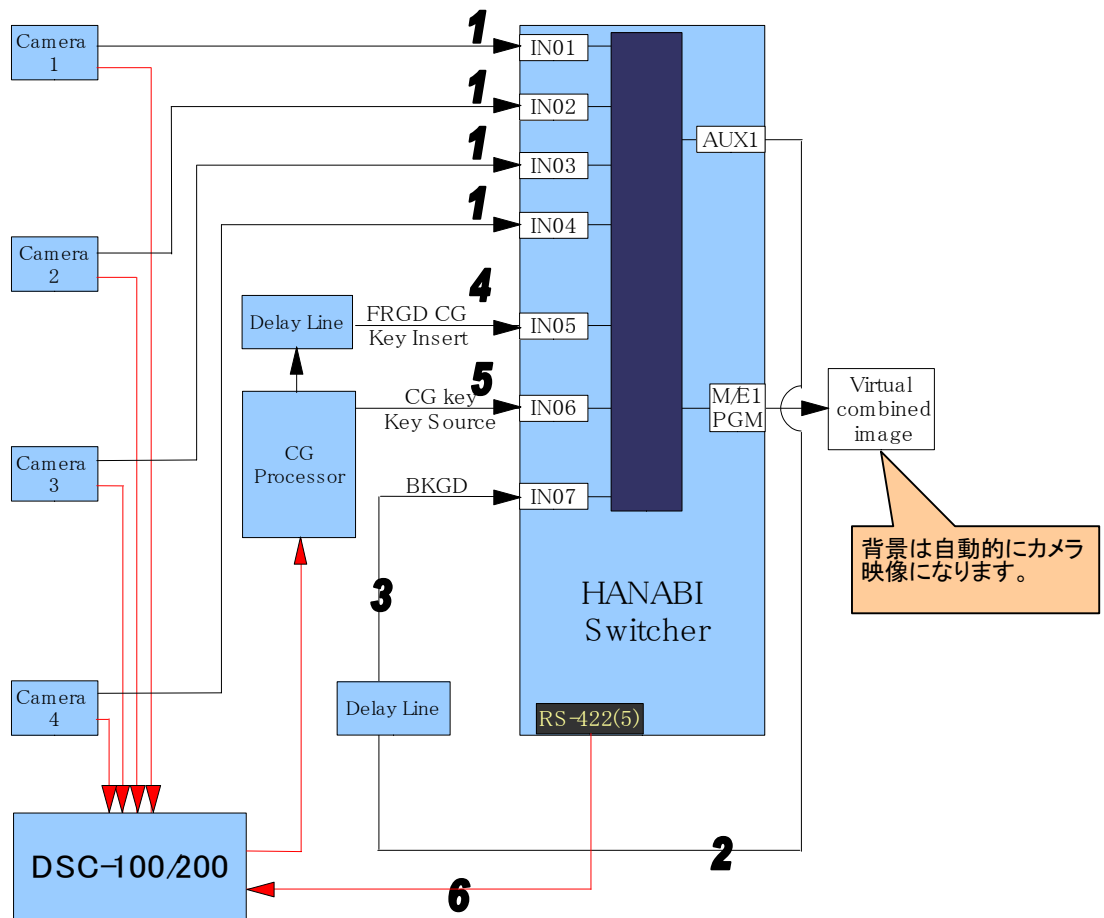 Camera
1
1
IN01
1
IN02
AUX1
1
IN03
1
IN04
Camera
2
4
Delay Line
FRGD CG
Key Insert
IN05
5
CG key
Key Source
IN06
M/E1
PGM
Virtual
combined
image
CG
Processor
Camera
3
BKGD
IN07
背景は自動的にカメラ
映像になります。
3
HANABI
Switcher
Camera
4
Delay Line
RS-422(5)
2
DSC-100/200
6